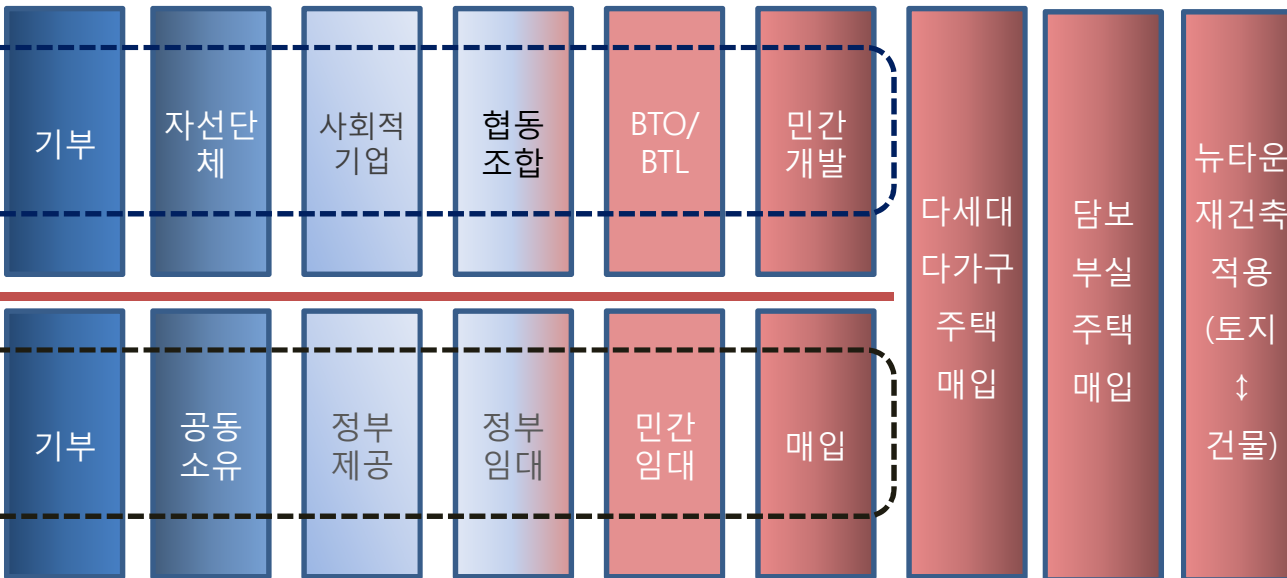 기부
자선단
체
사회적
기업
협동
조합
BTO/
BTL
민간
개발
기부
공동
소유
정부
제공
정부
임대
민간
임대
매입
다세대
다가구
주택
매입
담보
부실
주택
매입
뉴타운
재건축
적용
(토지
↕
건물)